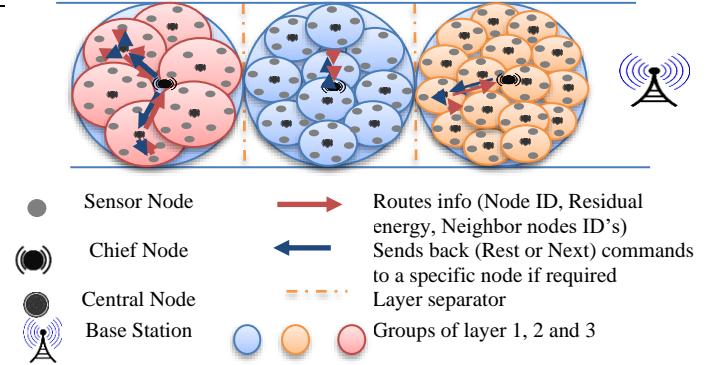 Sensor Node
Routes info (Node ID, Residual
energy, Neighbor nodes ID's)
Chief Node
Sends back (Rest or Next) commands
to a specific node if required
Central Node
Layer separator
Base Station
Groups of layer 1, 2 and 3